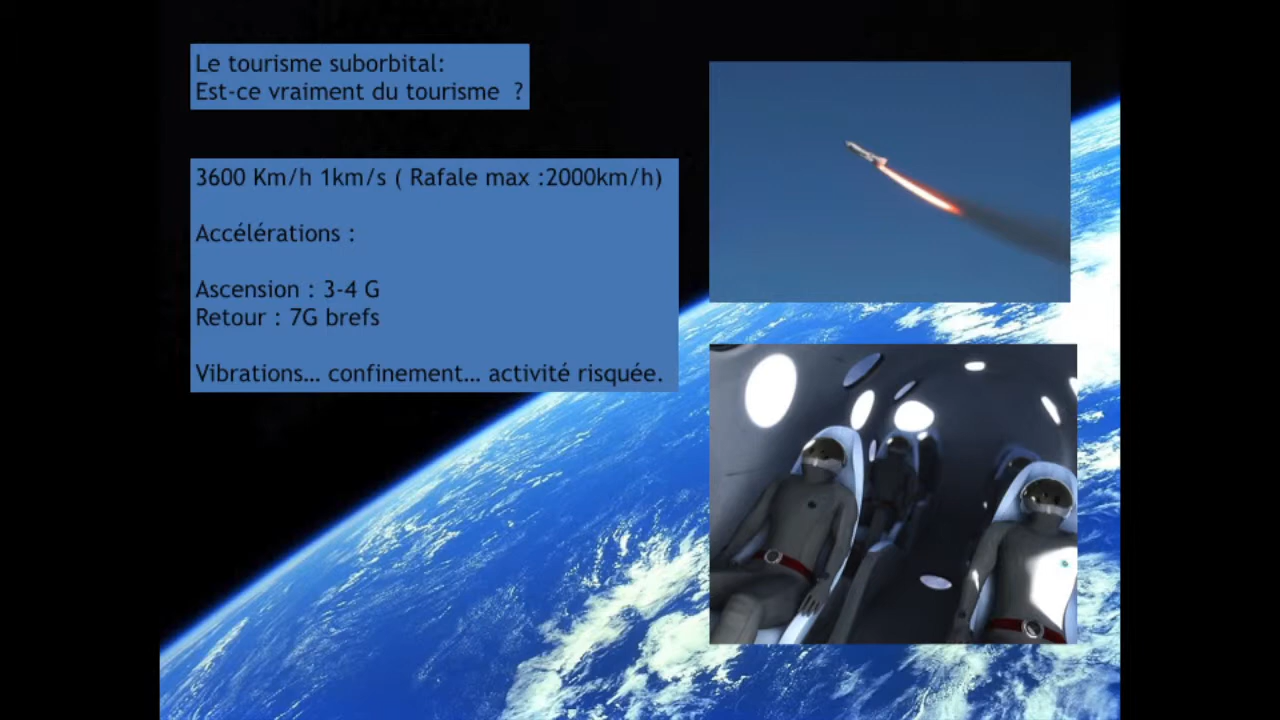 Le tourisme suborbital:
Est-ce vraiment du tourisme ?
3600 Km/h 1km/s ( Rafale max :2000km/h)
Accélérations :
Ascension : 3-4 G
Retour : 7G brefs
Vibrations… confinement… activité risquée.